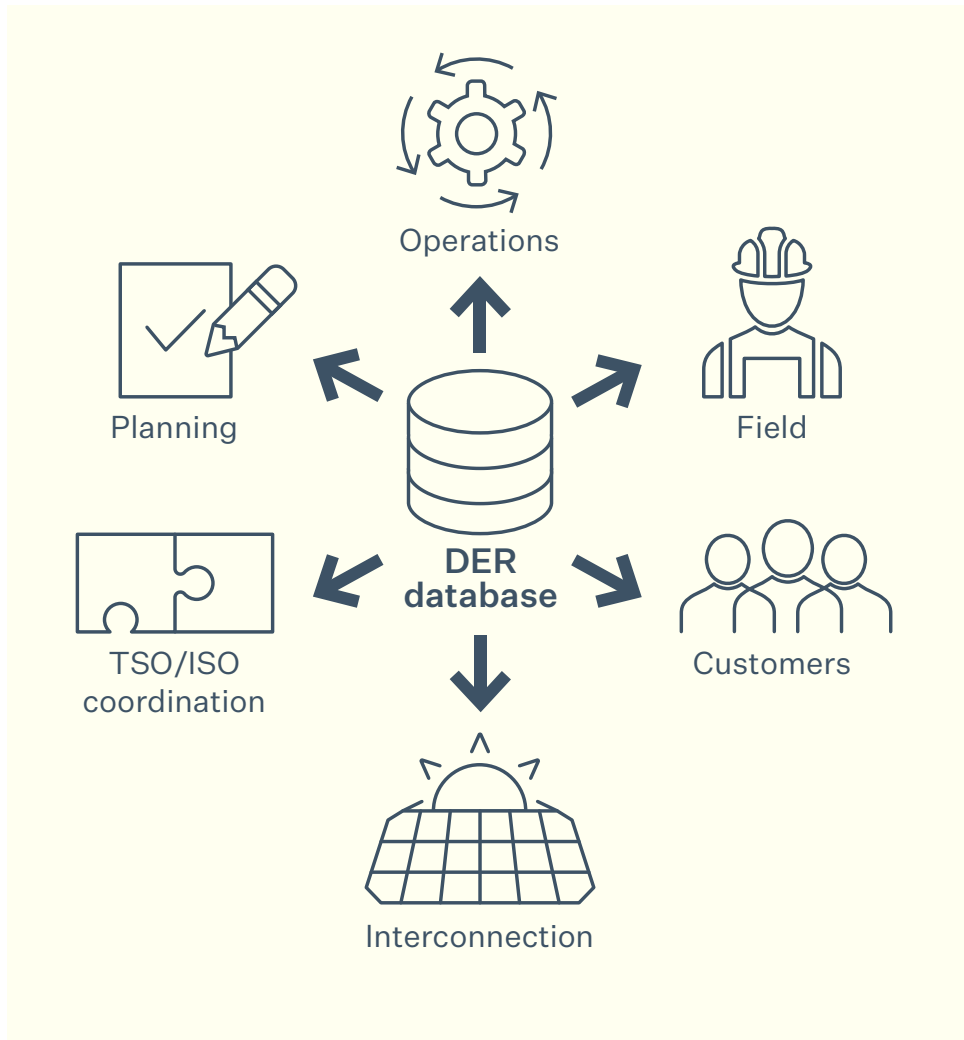 Operations
Planning
Field
DER
database
TSO/ISO
coordination
Customers
Interconnection